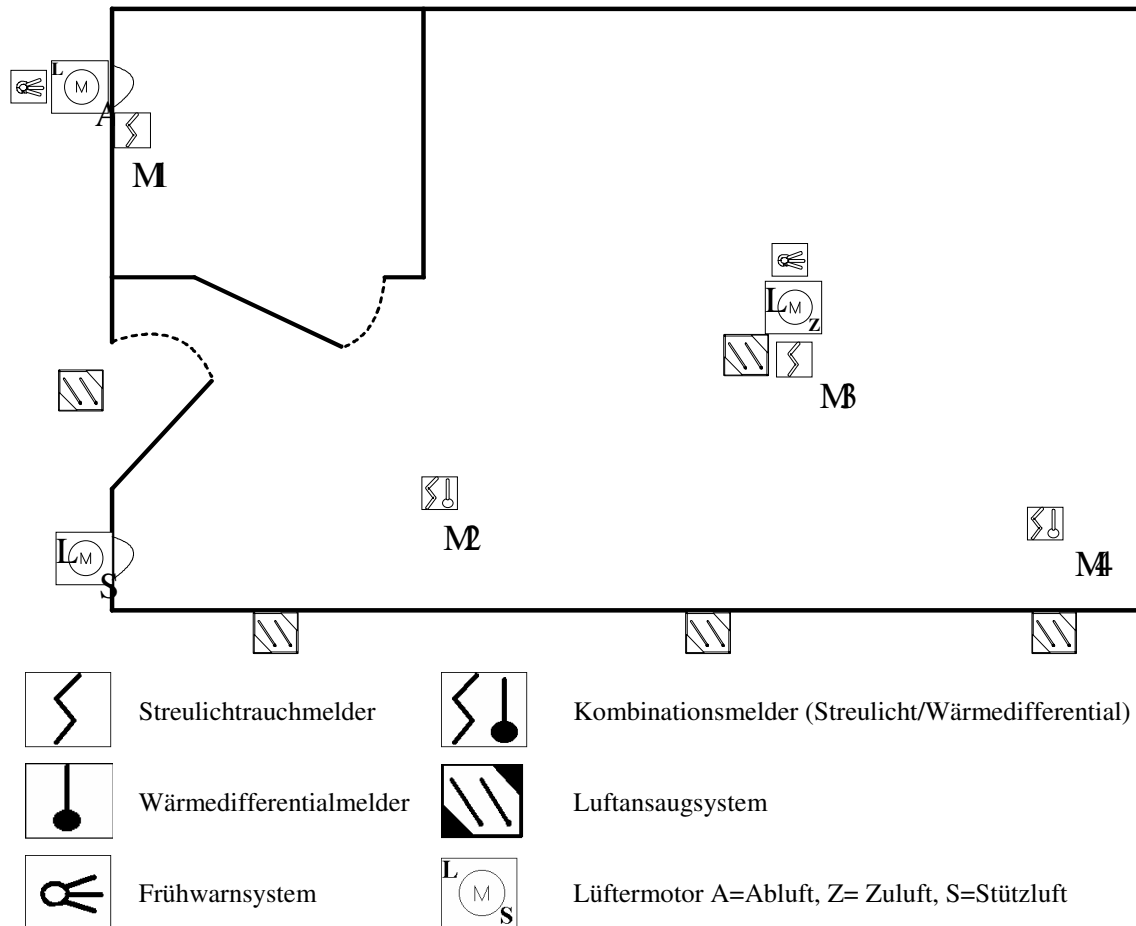 L
M
A
M1
L
M
Z
M3
M2
L
M
S
M4
Streulichtrauchmelder
Kombinationsmelder (Streulicht/Wärmedifferential)
Wärmedifferentialmelder
Luftansaugsystem
Frühwarnsystem
L
M
S
Lüftermotor A=Abluft, Z= Zuluft, S=Stützluft